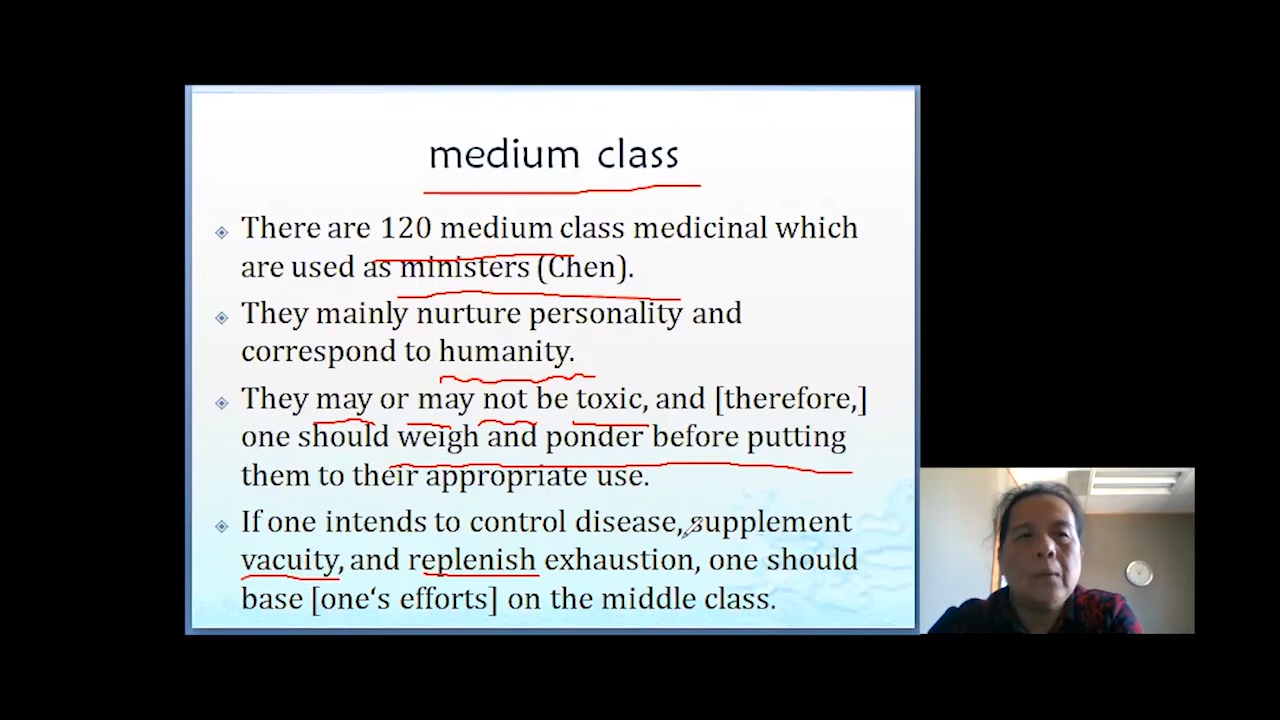 medium class
There are 120 medium class medicinal which
are used as ministers (Chen).
They mainly nurture personality and
correspond to humanity.
They may or may not be toxic, and [therefore,]
one should weigh and ponder before putting
them to their appropriate use.
If one intends to control disease, supplement
vacuity, and replenish exhaustion, one should
base [one‘s efforts] on the middle class.